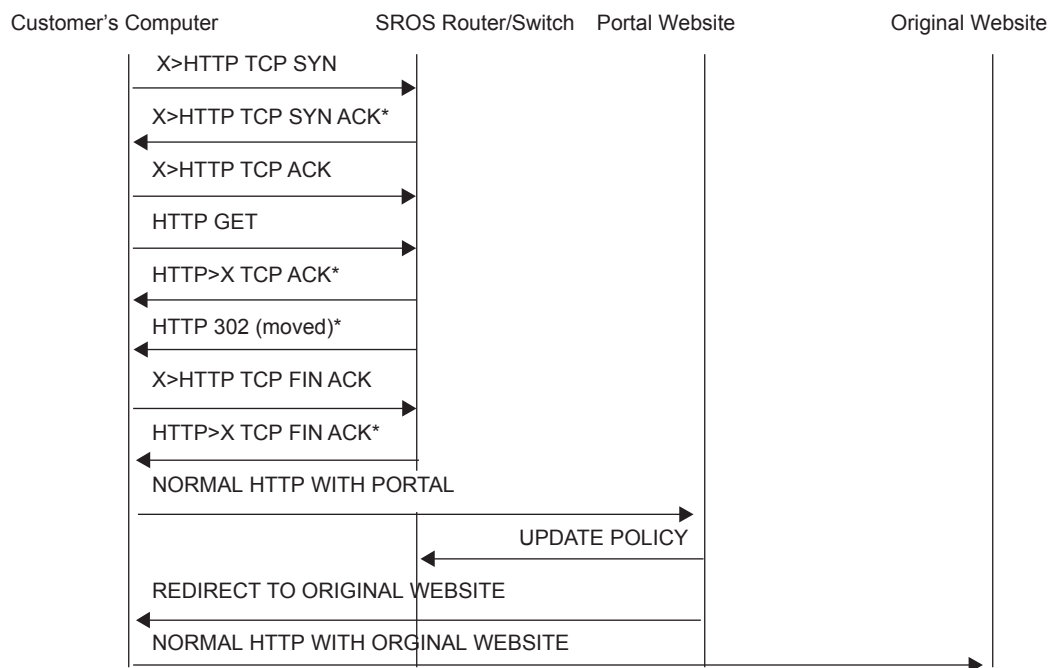 Customer's Computer SROS Router/Switch Portal Website Original Website
X>HTTP TCP SYN
X>HTTP TCP SYN ACK*
X>HTTP TCP ACK
HTTP GET
HTTP>X TCP ACK*
HTTP 302 (moved)*
X>HTTP TCP FIN ACK
HTTP>X TCP FIN ACK*
NORMAL HTTP WITH PORTAL
UPDATE POLICY
REDIRECT TO ORIGINAL WEBSITE
NORMAL HTTP WITH ORGINAL WEBSITE